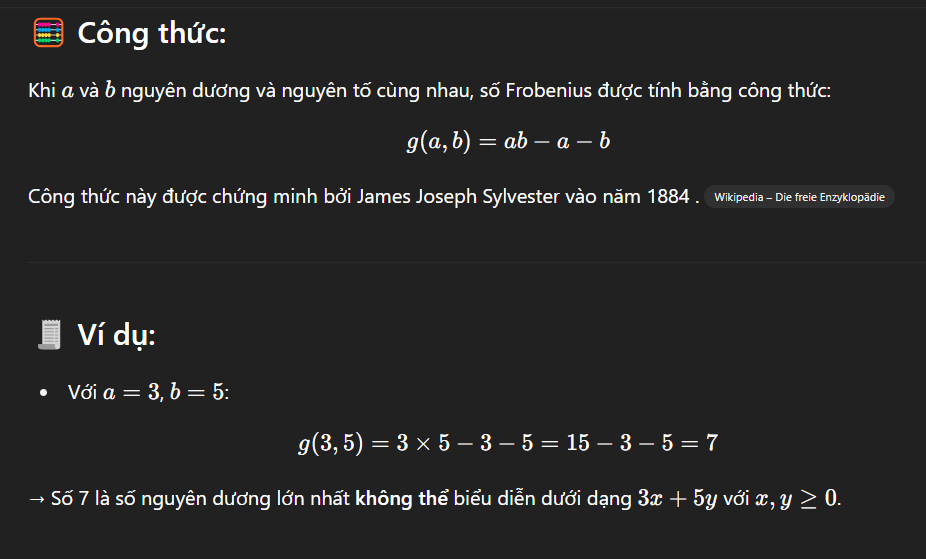 Công thức:
Khi a và b nguyên dương và nguyên tố cùng nhau, số Frobenius được tính bằng công thức:
g(a, b) = ab − a − b
Công thức này được chứng minh bởi James Joseph Sylvester vào năm 1884 . Wikipedia – Die freie Enzyklopädie
Ví dụ:
• Với a = 3, b = 5:
g(3, 5) = 3 × 5 − 3 − 5 = 15 − 3 − 5 = 7
→ Số 7 là số nguyên dương lớn nhất không thể biểu diễn dưới dạng 3x + 5y với x, y ≥ 0.